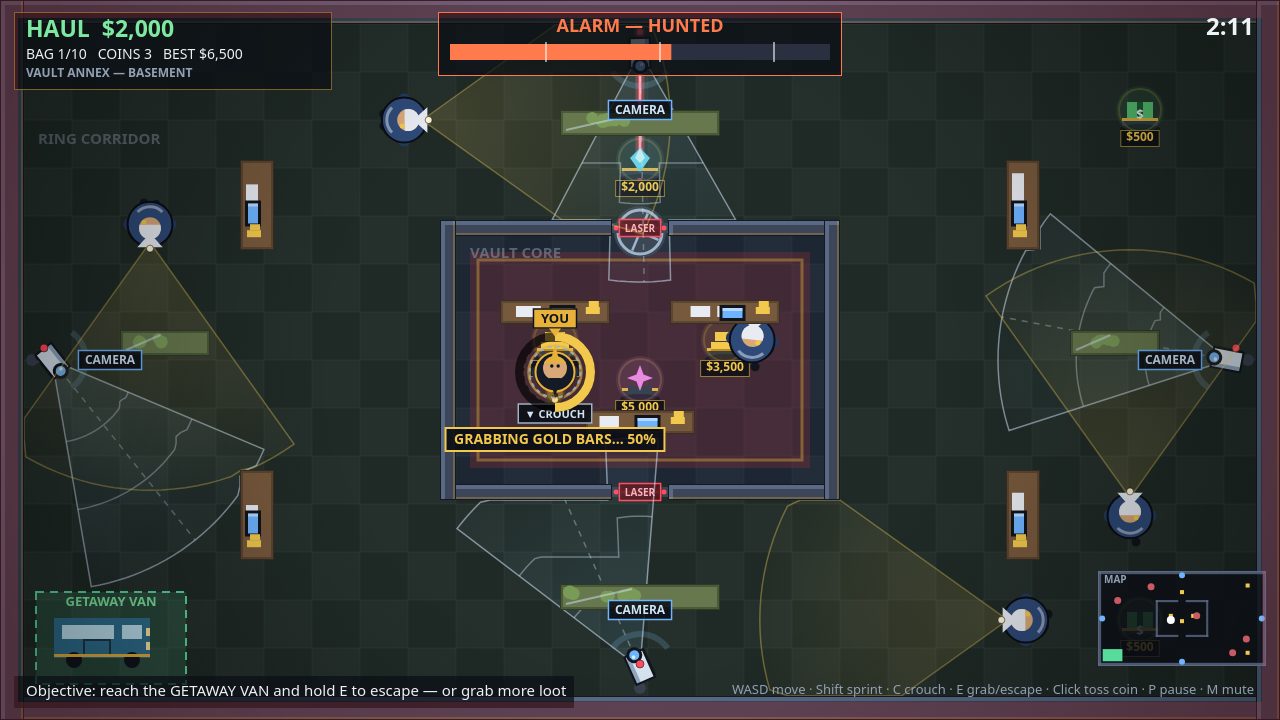 HAUL $2,000
BAG 1/10 COINS 3 BEST $6,500
VAULT ANNEX — BASEMENT
ALARM — HUNTED
2:11
CAMERA
$500
RING CORRIDOR
$2,000
LASER
VAULT CORE
YOU
CAMERA
CAMERA
$3,500
$5 000
▼ CROUCH
GRABBING GOLD BARS... 50%
LASER
MAP
GETAWAY VAN
CAMERA
$
$500
Objective: reach the GETAWAY VAN and hold E to escape — or grab more loot
WASD move · Shift sprint · C crouch · E grab/escape · Click toss coin · P pause · M mute